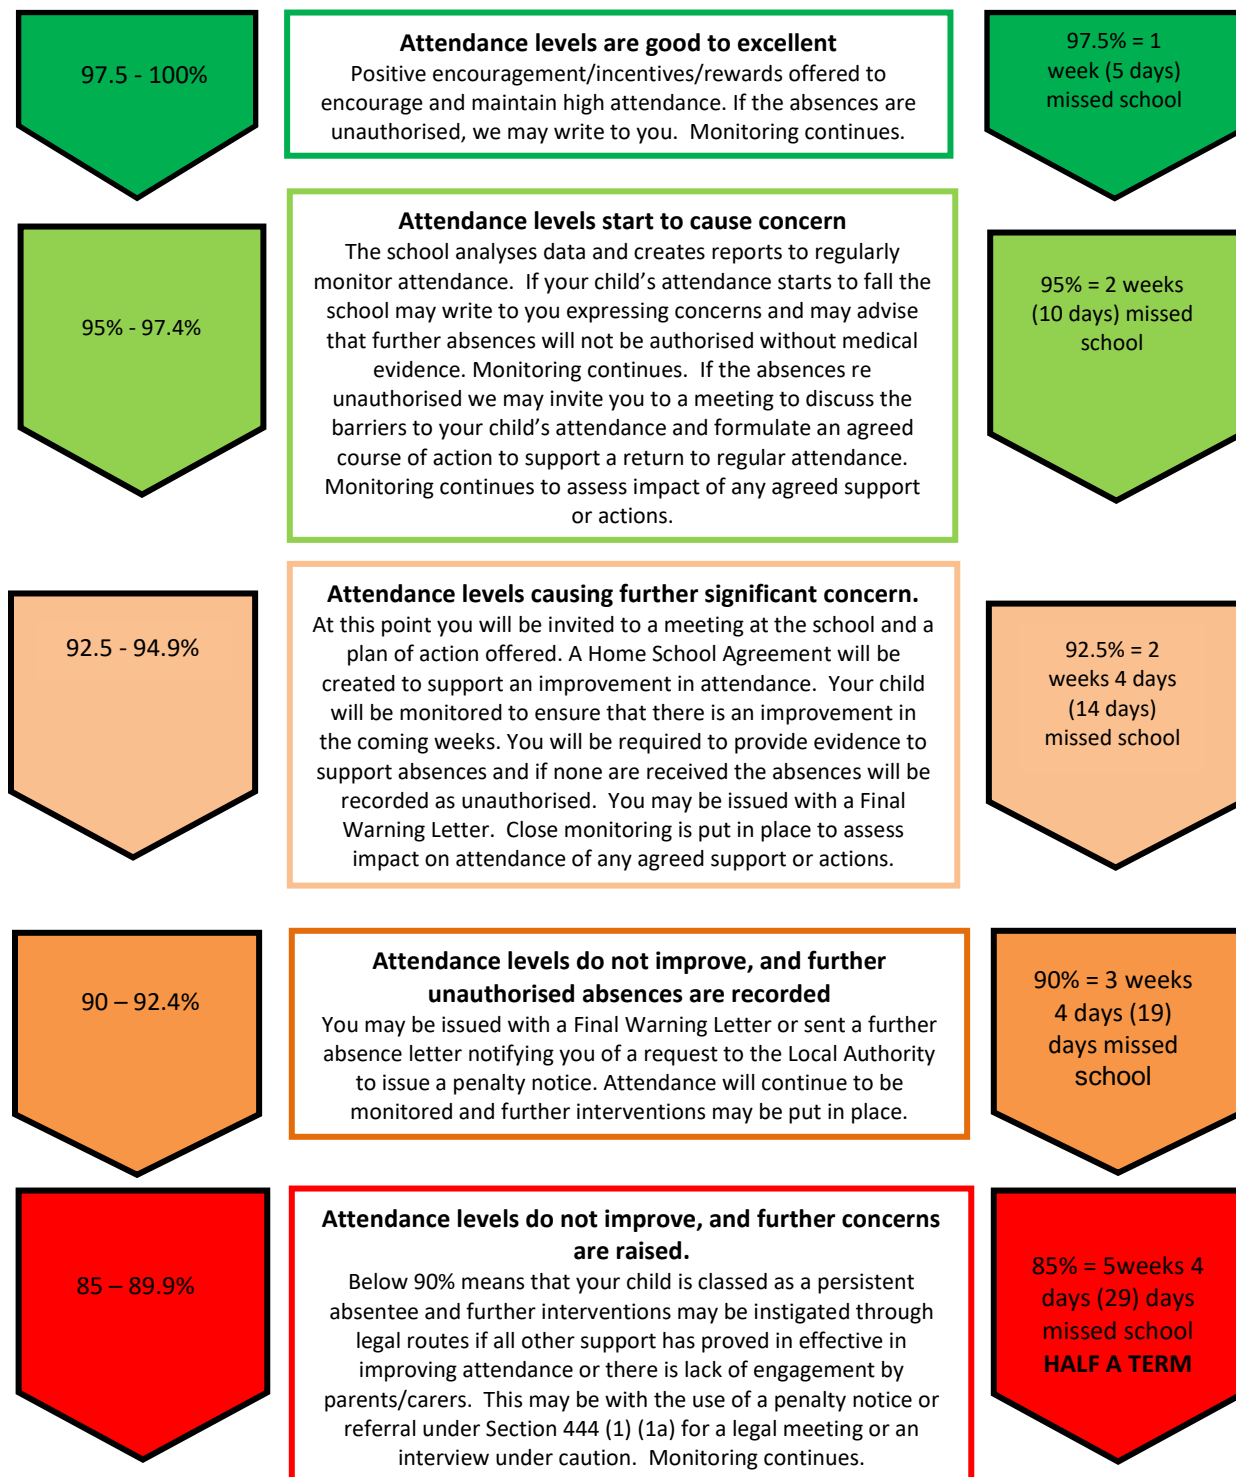 97.5 - 100%
Attendance levels are good to excellent
Positive encouragement/incentives/rewards offered to
encourage and maintain high attendance. If the absences are
unauthorised, we may write to you.  Monitoring continues.
97.5% = 1
week (5 days)
missed school
95% - 97.4%
Attendance levels start to cause concern
The school analyses data and creates reports to regularly
monitor attendance.  If your child’s attendance starts to fall the
school may write to you expressing concerns and may advise
that further absences will not be authorised without medical
evidence. Monitoring continues.  If the absences re
unauthorised we may invite you to a meeting to discuss the
barriers to your child’s attendance and formulate an agreed
course of action to support a return to regular attendance.
Monitoring continues to assess impact of any agreed support
or actions.
95% = 2 weeks
(10 days) missed
school
92.5 - 94.9%
Attendance levels causing further significant concern.
At this point you will be invited to a meeting at the school and a
plan of action offered. A Home School Agreement will be
created to support an improvement in attendance.  Your child
will be monitored to ensure that there is an improvement in
the coming weeks. You will be required to provide evidence to
support absences and if none are received the absences will be
recorded as unauthorised.  You may be issued with a Final
Warning Letter.  Close monitoring is put in place to assess
impact on attendance of any agreed support or actions.
92.5% = 2
weeks 4 days
(14 days)
missed school
90 – 92.4%
Attendance levels do not improve, and further
unauthorised absences are recorded
You may be issued with a Final Warning Letter or sent a further
absence letter notifying you of a request to the Local Authority
to issue a penalty notice. Attendance will continue to be
monitored and further interventions may be put in place.
90% = 3 weeks
4 days (19)
days missed
school
85 – 89.9%
Attendance levels do not improve, and further concerns
are raised.
Below 90% means that your child is classed as a persistent
absentee and further interventions may be instigated through
legal routes if all other support has proved in effective in
improving attendance or there is lack of engagement by
parents/carers.  This may be with the use of a penalty notice or
referral under Section 444 (1) (1a) for a legal meeting or an
interview under caution.  Monitoring continues.
85% = 5weeks 4
days (29) days
missed school
HALF A TERM